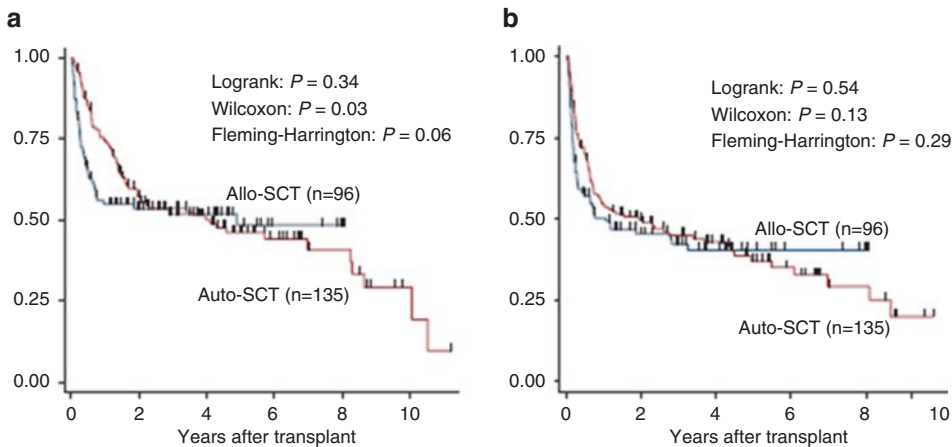 a
1.00
0.75
0.50
0.25
0.00
Logrank: P = 0.34
Wilcoxon: P = 0.03
Fleming-Harrington: P = 0.06
Allo-SCT (n=96)
Auto-SCT (n=135)
0 2 4 6 8 10
Years after transplant
b
1.00
0.75
0.50
0.25
0.00
Logrank: P = 0.54
Wilcoxon: P = 0.13
Fleming-Harrington: P = 0.29
Allo-SCT (n=96)
Auto-SCT (n=135)
0 2 4 6 8 10
Years after transplant